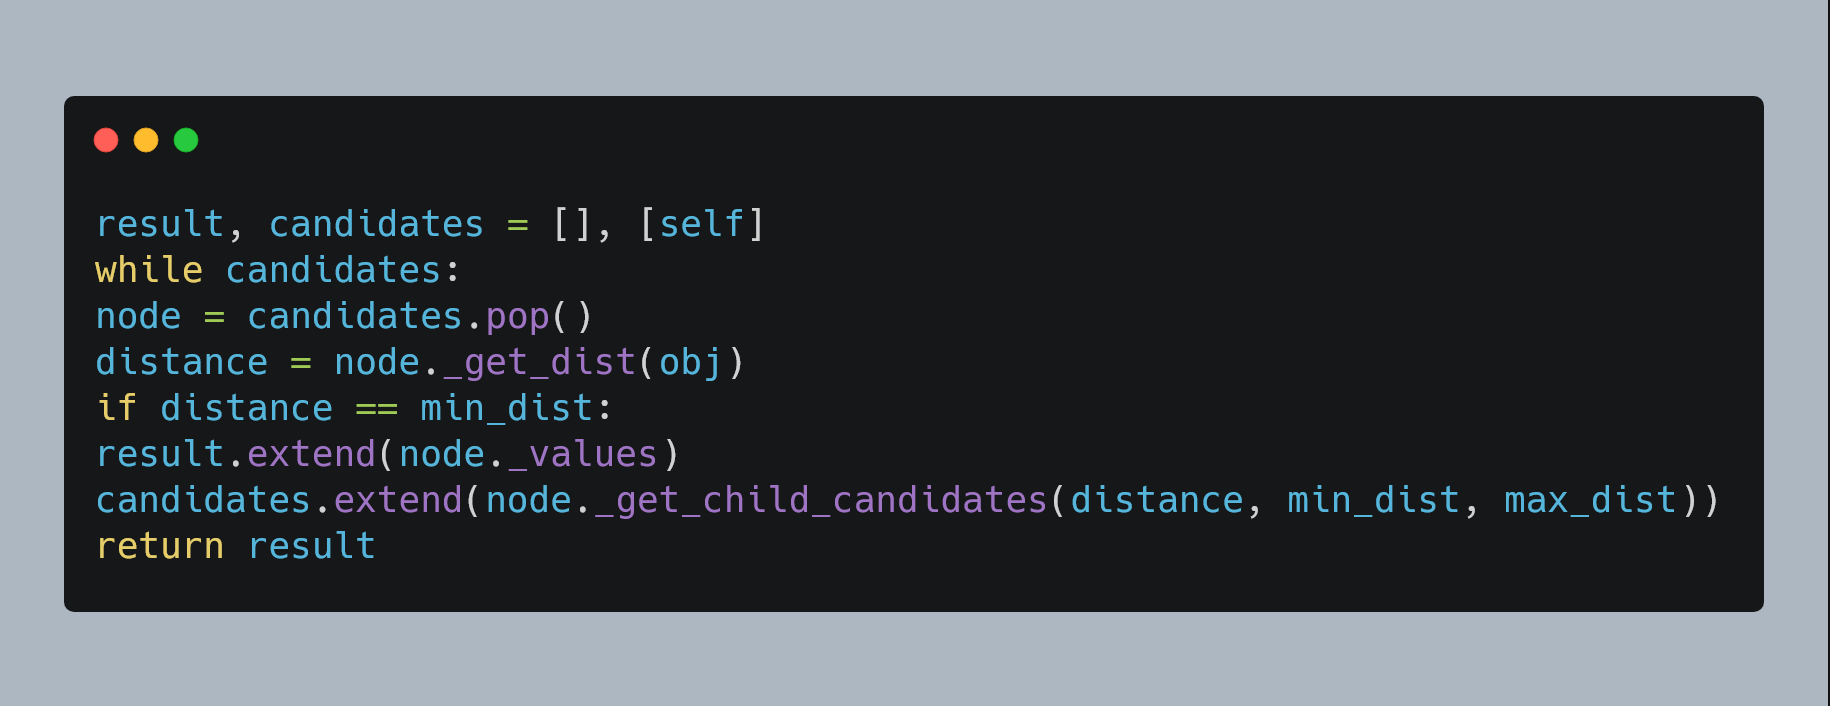 result, candidates = [], [self]
while candidates:
node = candidates.pop()
distance = node._get_dist(obj)
if distance == min_dist:
result.extend(node._values)
candidates.extend(node._get_child_candidates(distance, min_dist, max_dist))
return result